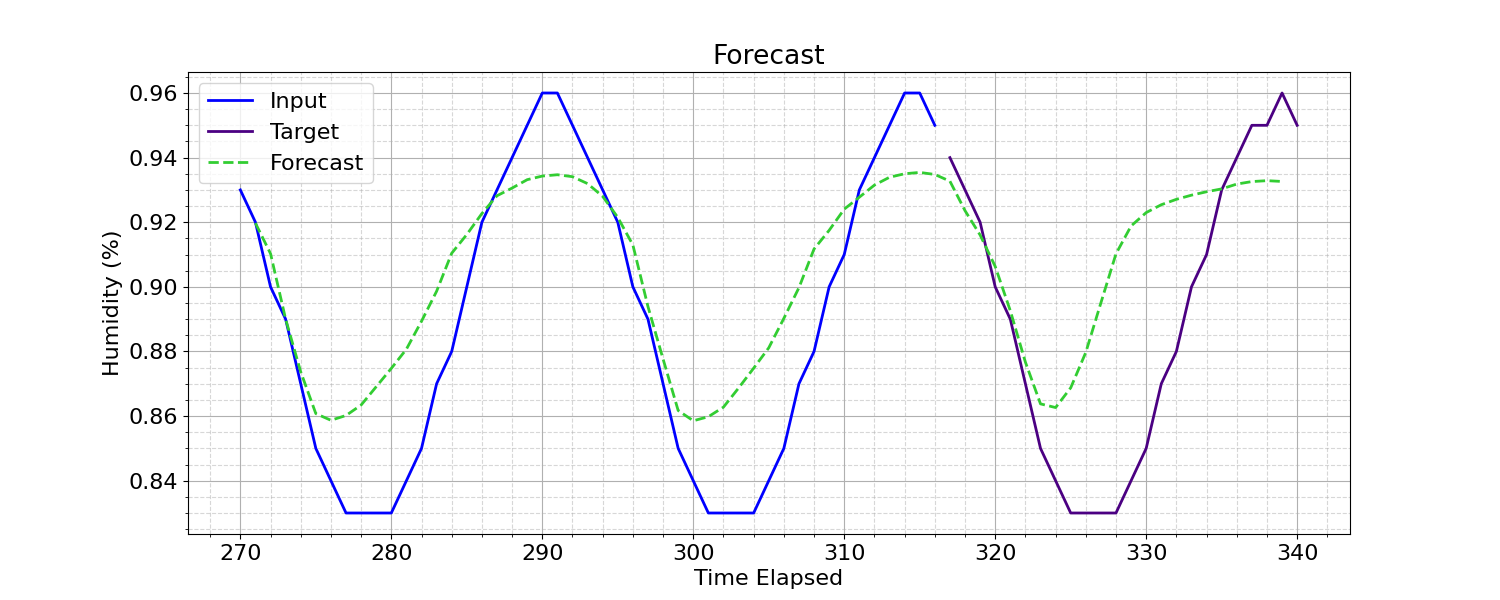 Forecast
Input
Target
Forecast
Humidity (%)
0.96
0.94
0.92
0.90
0.88
0.86
0.84
270 280 290 300 310 320 330 340
Time Elapsed